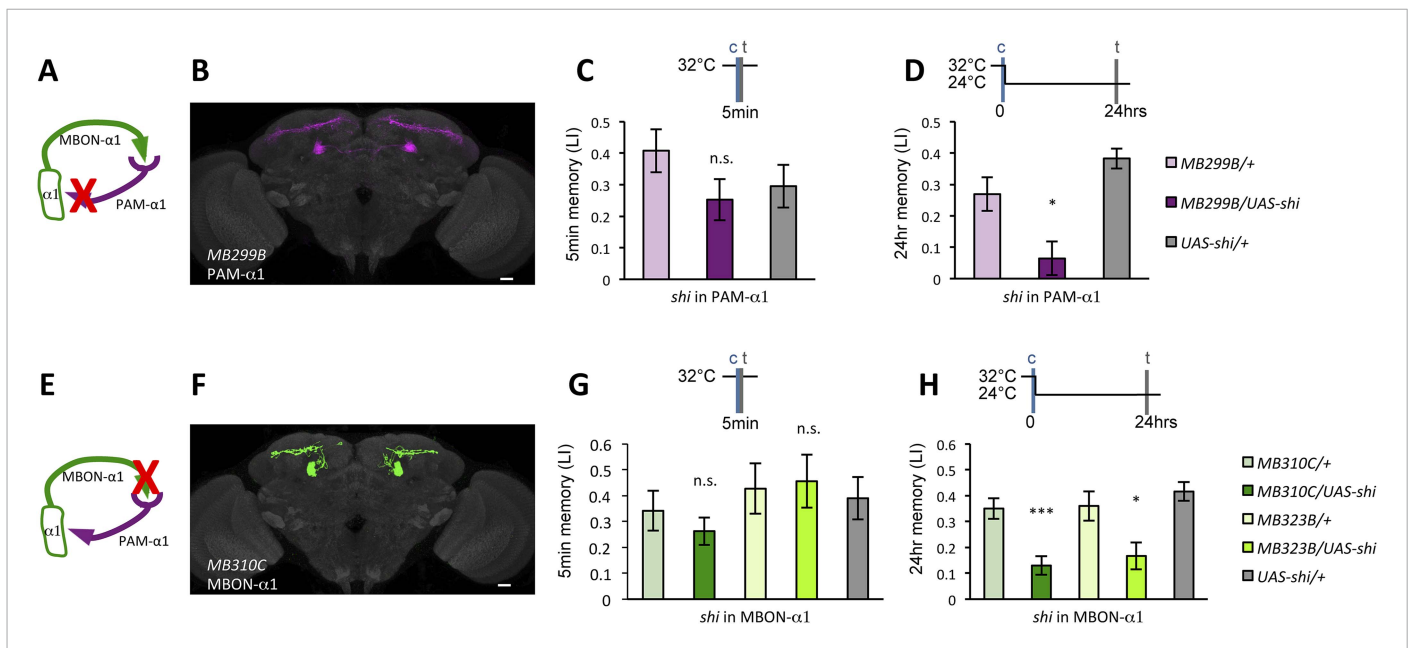 A
B
C
D
MBON-α1
α1
PAM-α1
MB299B
PAM-α1
c t
32°C
5min
5min memory (LI)
0.5
0.4
0.3
0.2
0.1
0
n.s.
shi in PAM-α1
c
t
32°C
24°C
0
24hrs
24hr memory (LI)
0.5
0.4
0.3
0.2
0.1
0
*
shi in PAM-α1
MB299B/+
MB299B/UAS-shi
UAS-shi/+
E
F
G
H
MBON-α1
α1
PAM-α1
MB310C
MBON-α1
c t
32°C
5min
5min memory (LI)
0.6
0.5
0.4
0.3
0.2
0.1
0
n.s.
n.s.
shi in MBON-α1
c
t
32°C
24°C
0
24hrs
24hr memory (LI)
0.6
0.5
0.4
0.3
0.2
0.1
0
***
*
shi in MBON-α1
MB310C/+
MB310C/UAS-shi
MB323B/+
MB323B/UAS-shi
UAS-shi/+